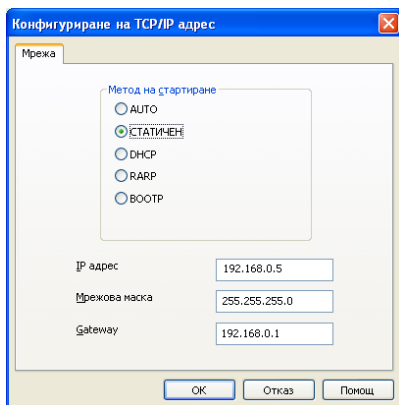 Конфигуриране на TCP/IP адрес
Мрежа
Метод на стартиране
AUTO
СТАТИЧЕН
DHCP
RARP
BOOTP
IP адрес 192.168.0.5
Мрежова маска 255.255.255.0
Gateway 192.168.0.1
OK Отказ Помощ